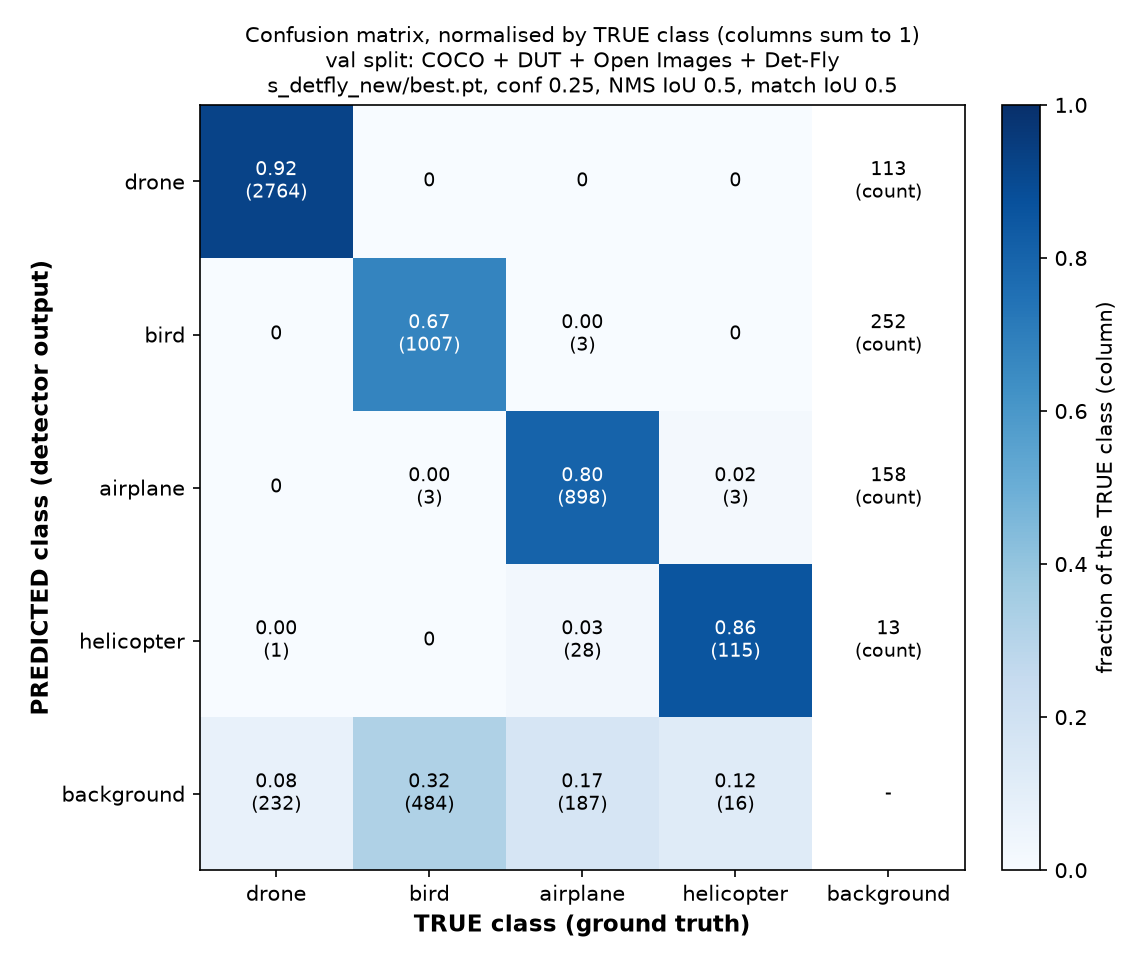 Confusion matrix, normalised by TRUE class (columns sum to 1)
val split: COCO + DUT + Open Images + Det-Fly
s_detfly_new/best.pt, conf 0.25, NMS IoU 0.5, match IoU 0.5
PREDICTED class (detector output)
drone
0.92
(2764)
0
0
0
113
(count)
bird
0
0.67
(1007)
0.00
(3)
0
252
(count)
airplane
0
0.00
(3)
0.80
(898)
0.02
(3)
158
(count)
helicopter
0.00
(1)
0
0.03
(28)
0.86
(115)
13
(count)
background
0.08
(232)
0.32
(484)
0.17
(187)
0.12
(16)
-
drone
bird
airplane
helicopter
background
TRUE class (ground truth)
1.0
0.8
0.6
0.4
0.2
0.0
fraction of the TRUE class (column)